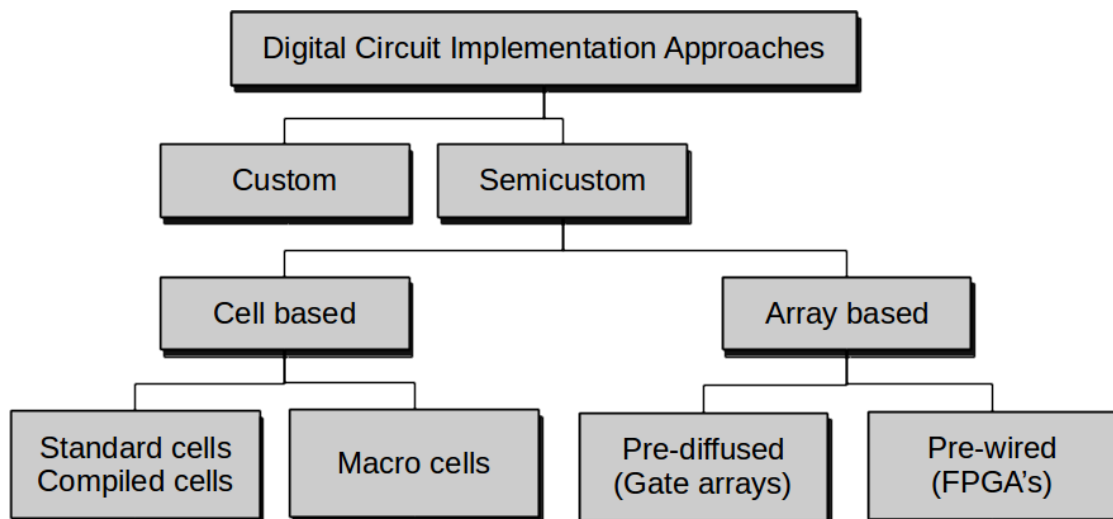 Digital Circuit Implementation Approaches
Custom
Semicustom
Cell based
Array based
Standard cells
Compiled cells
Macro cells
Pre-diffused
(Gate arrays)
Pre-wired
(FPGA’s)